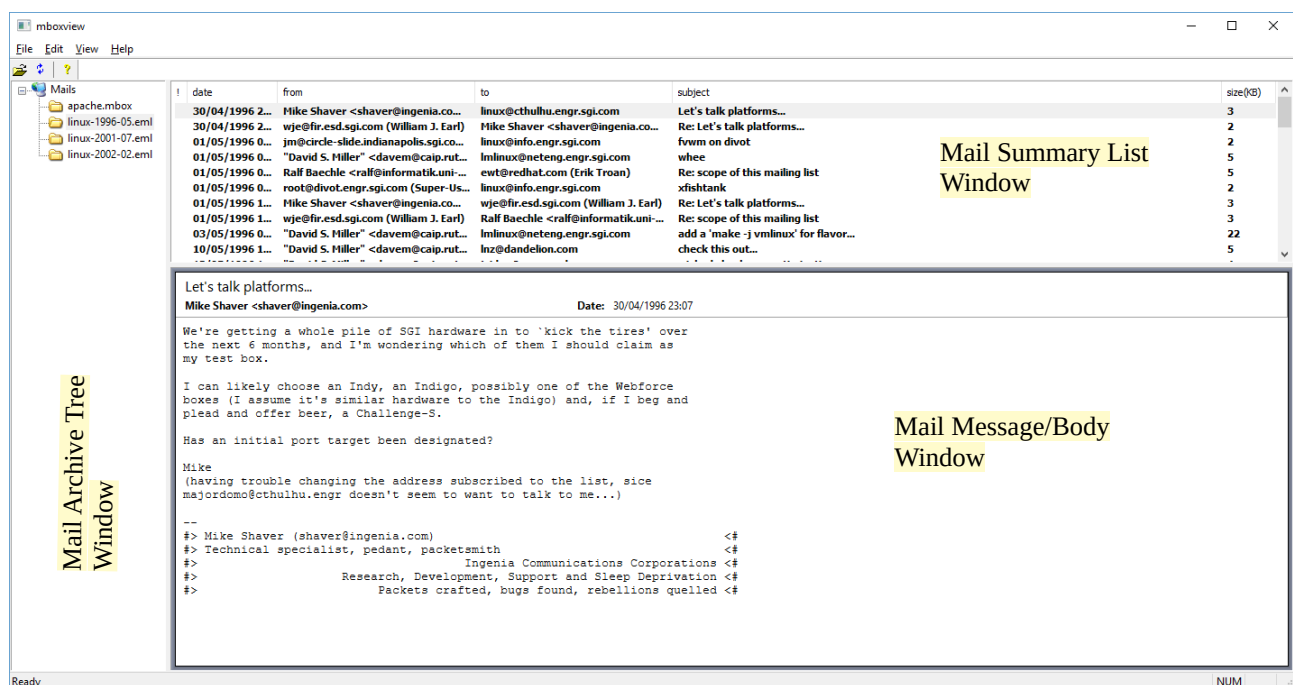 mboxview
File Edit View Help
Mails
apache.mbox
linux-1996-05.eml
linux-2001-07.eml
linux-2002-02.eml
! date from to subject size(KB)
30/04/1996 2... Mike Shaver <shaver@ingenia.co... linux@cthulhu.engr.sgi.com Let's talk platforms... 3
30/04/1996 2... wje@fir.esd.sgi.com (William J. Earl) Mike Shaver <shaver@ingenia.co... Re: Let's talk platforms... 2
01/05/1996 0... jm@circle-slide.indianapolis.sgi.co... linux@info.engr.sgi.com fvwm on divot 2
01/05/1996 0... "David S. Miller" <davem@caip.rut... lmlinux@neteng.engr.sgi.com whee 5
01/05/1996 0... Ralf Baechle <ralf@informatik.uni-... ewt@redhat.com (Erik Troan) Re: scope of this mailing list 5
01/05/1996 0... root@divot.engr.sgi.com (Super-Us... linux@info.engr.sgi.com xfishtank 2
01/05/1996 1... Mike Shaver <shaver@ingenia.co... wje@fir.esd.sgi.com (William J. Earl) Re: Let's talk platforms... 3
01/05/1996 1... wje@fir.esd.sgi.com (William J. Earl) Ralf Baechle <ralf@informatik.uni-... Re: scope of this mailing list 3
03/05/1996 0... "David S. Miller" <davem@caip.rut... lmlinux@neteng.engr.sgi.com add a 'make -j vmlinux' for flavor... 22
10/05/1996 1... "David S. Miller" <davem@caip.rut... lnz@dandelion.com check this out... 5
Mail Summary List
Window
Let's talk platforms...
Mike Shaver <shaver@ingenia.com> Date: 30/04/1996 23:07
We're getting a whole pile of SGI hardware in to `kick the tires' over
the next 6 months, and I'm wondering which of them I should claim as
my test box.
I can likely choose an Indy, an Indigo, possibly one of the Webforce
boxes (I assume it's similar hardware to the Indigo) and, if I beg and
plead and offer beer, a Challenge-S.
Has an initial port target been designated?
Mike
(having trouble changing the address subscribed to the list, sice
majordomo@cthulhu.engr doesn't seem to want to talk to me...)
--
#> Mike Shaver (shaver@ingenia.com) <#
#> Technical specialist, pedant, packetsmith <#
#> Ingenia Communications Corporations <#
#> Research, Development, Support and Sleep Deprivation <#
#> Packets crafted, bugs found, rebellions quelled <#
Mail Message/Body
Window
Mail Archive Tree
Window
Ready NUM